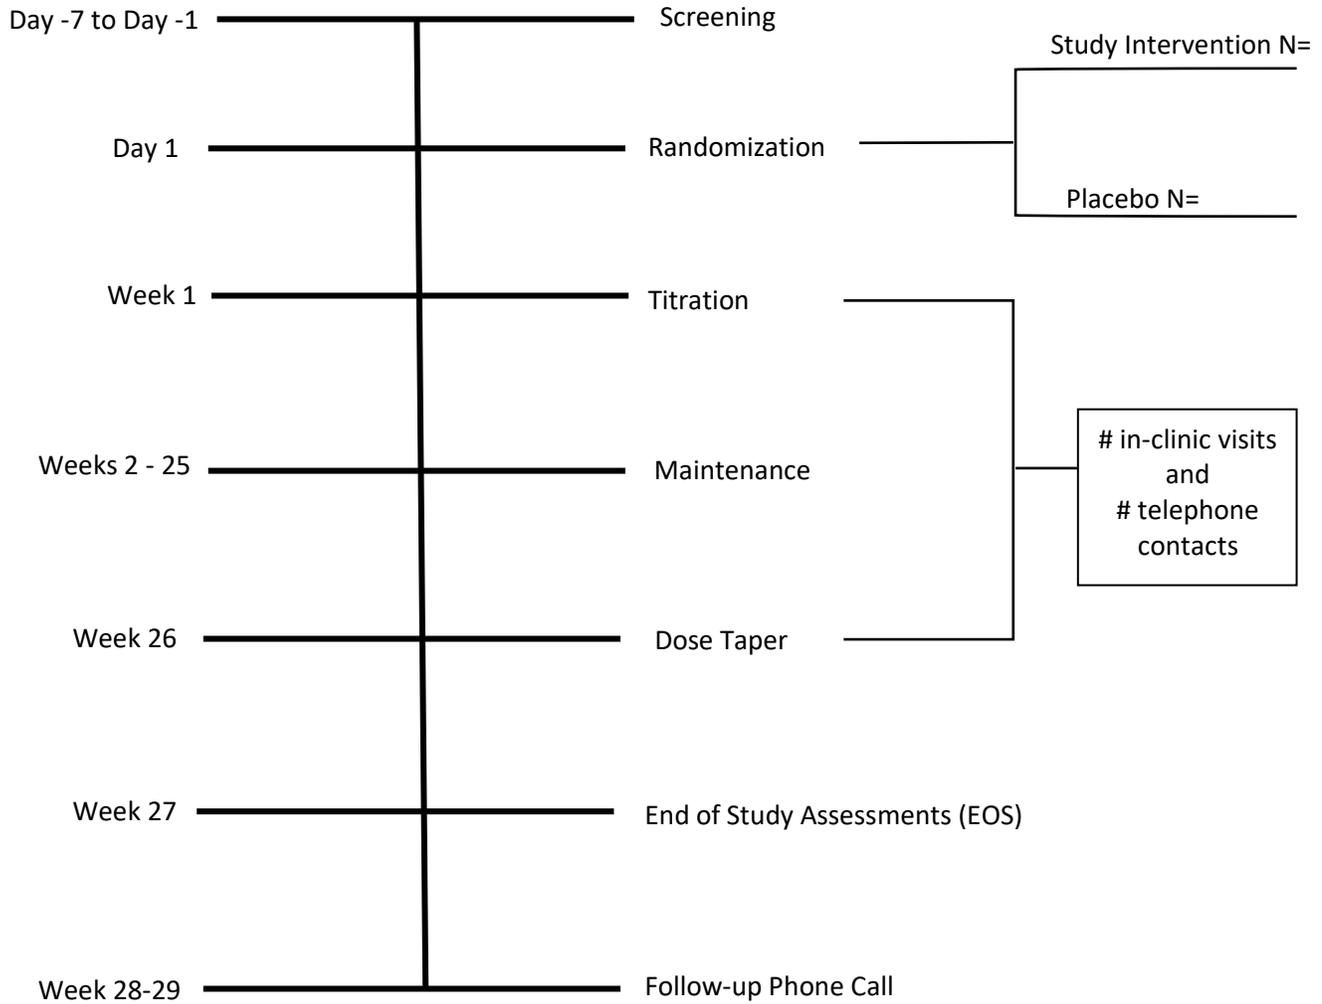 Day -7 to Day -1
Screening
Study Intervention N=
Day 1
Randomization
Placebo N=
Week 1
Titration
Weeks 2 - 25
Maintenance
# in-clinic visits
and
# telephone
contacts
Week 26
Dose Taper
Week 27
End of Study Assessments (EOS)
Week 28-29
Follow-up Phone Call